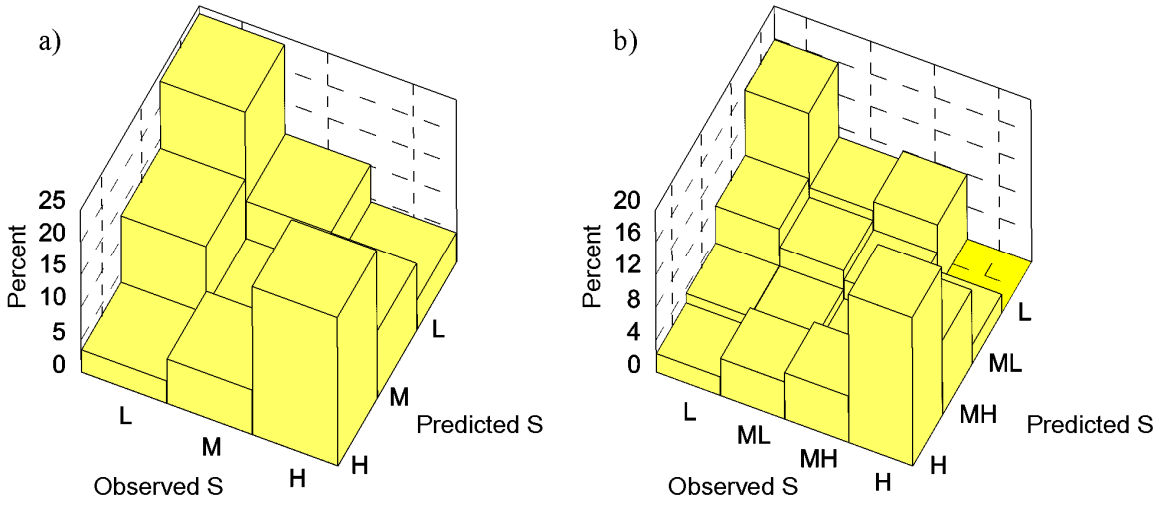 a)
25
20
15
10
5
0
Percent
L
M
H
Observed S
H
M
L
Predicted S
b)
20
16
12
8
4
0
Percent
L
ML
MH
H
Observed S
H
MH
ML
L
Predicted S